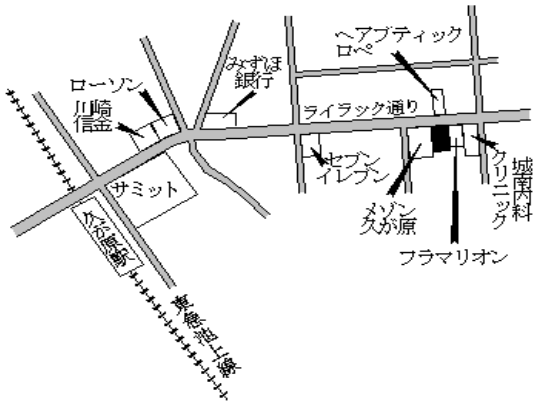 ヘアブティック
ロペ
みずほ
銀行
ローソン
川崎
信金
ライラック通り
サミット
セブン
イレブン
メゾン
久が原
フラマリオン
城南内科
クリニック
久が原駅
東急池上線